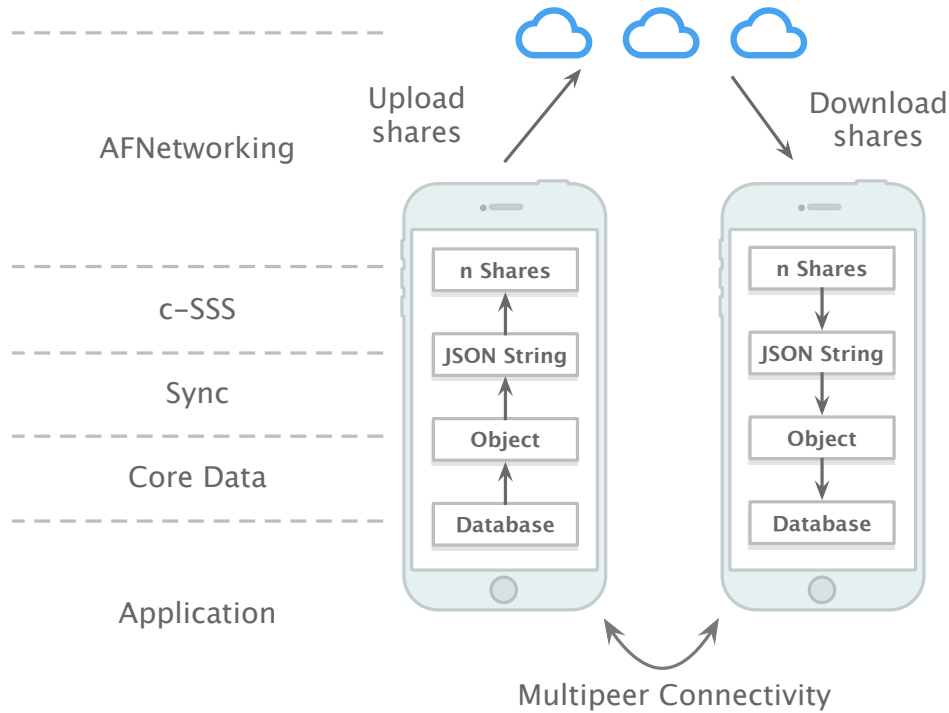 Upload
shares
Download
shares
AFNetworking
c-SSS
Sync
Core Data
Application
n Shares
JSON String
Object
Database
n Shares
JSON String
Object
Database
Multipeer Connectivity